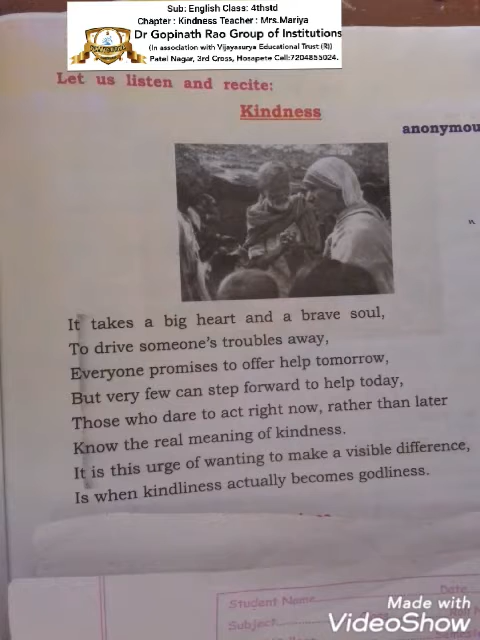 Sub: English Class: 4thstd
Chapter : Kindness Teacher : Mrs.Mariya
Dr Gopinath Rao Group of Institutions
(In association with Vijayasurya Educational Trust (R))
Patel Nagar, 3rd Cross, Hosapete Cell:7204855024.
Let us listen and recite:
Kindness
anonymou
It takes a big heart and a brave soul,
To drive someone's troubles away,
Everyone promises to offer help tomorrow,
But very few can step forward to help today,
Those who dare to act right now, rather than later
Know the real meaning of kindness.
It is this urge of wanting to make a visible difference,
Is when kindliness actually becomes godliness.
Student Name
Date
Subject
Made with
VideoShow